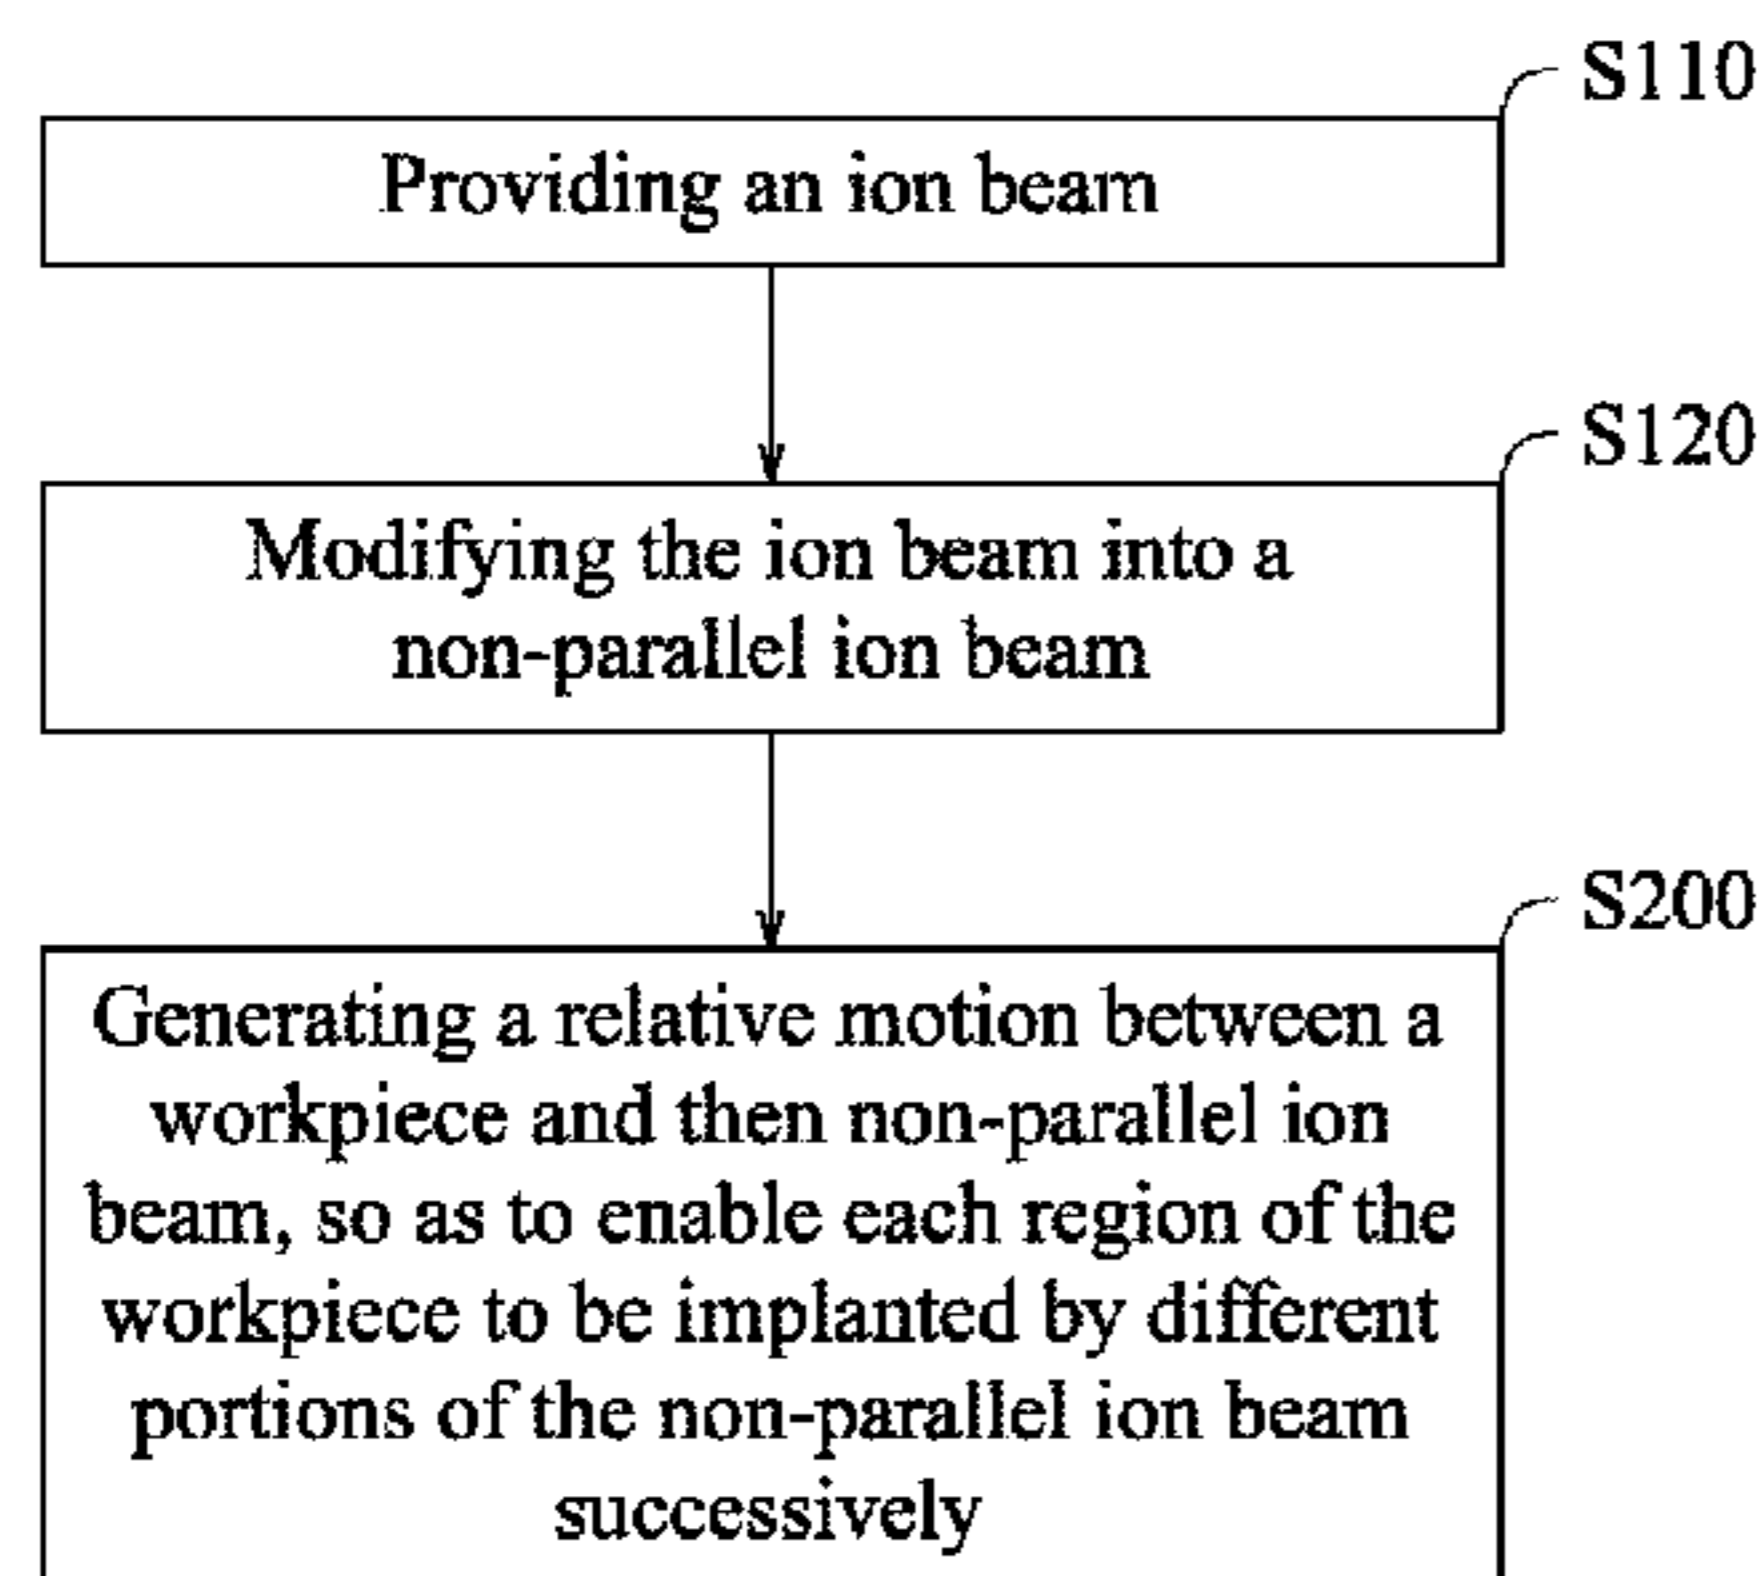 S110
Providing an ion beam
S120
Modifying the ion beam into a
non-parallel ion beam
S200
Generating a relative motion between a
workpiece and then non-parallel ion
beam, so as to enable each region of the
workpiece to be implanted by different
portions of the non-parallel ion beam
successively